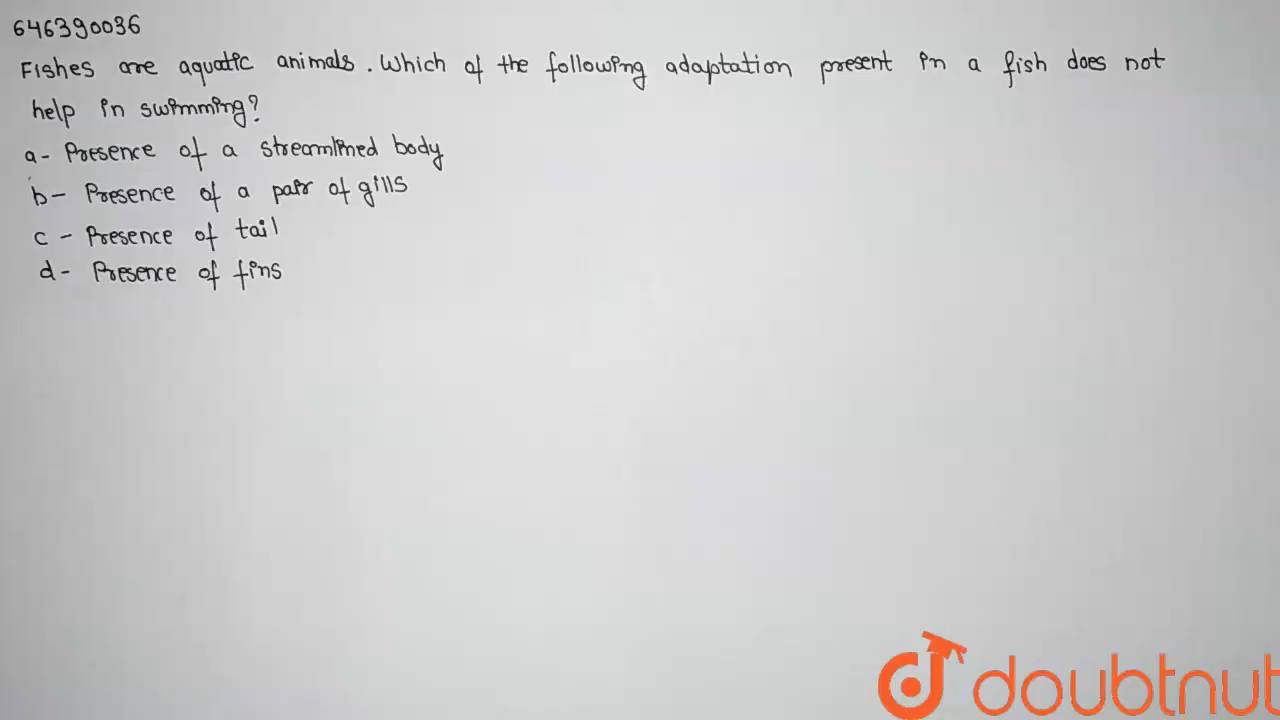 646390036
Fishes are aquatic animals. Which of the following adaptation present in a fish does not
help in swimming?
a- Presence of a streamlined body
b- Presence of a pair of gills
c - Presence of tail
d- Presence of fins
doubtnut